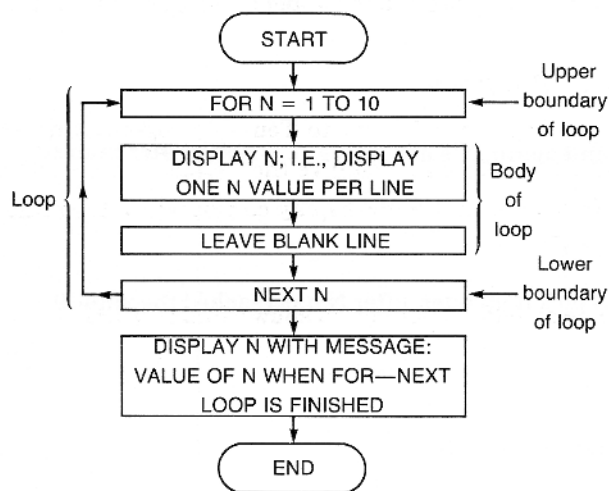 START
FOR N = 1 TO 10
Upper
boundary
of loop
DISPLAY N; I.E., DISPLAY
ONE N VALUE PER LINE
Body
of
loop
Loop
LEAVE BLANK LINE
NEXT N
Lower
boundary
of loop
DISPLAY N WITH MESSAGE:
VALUE OF N WHEN FOR—NEXT
LOOP IS FINISHED
END